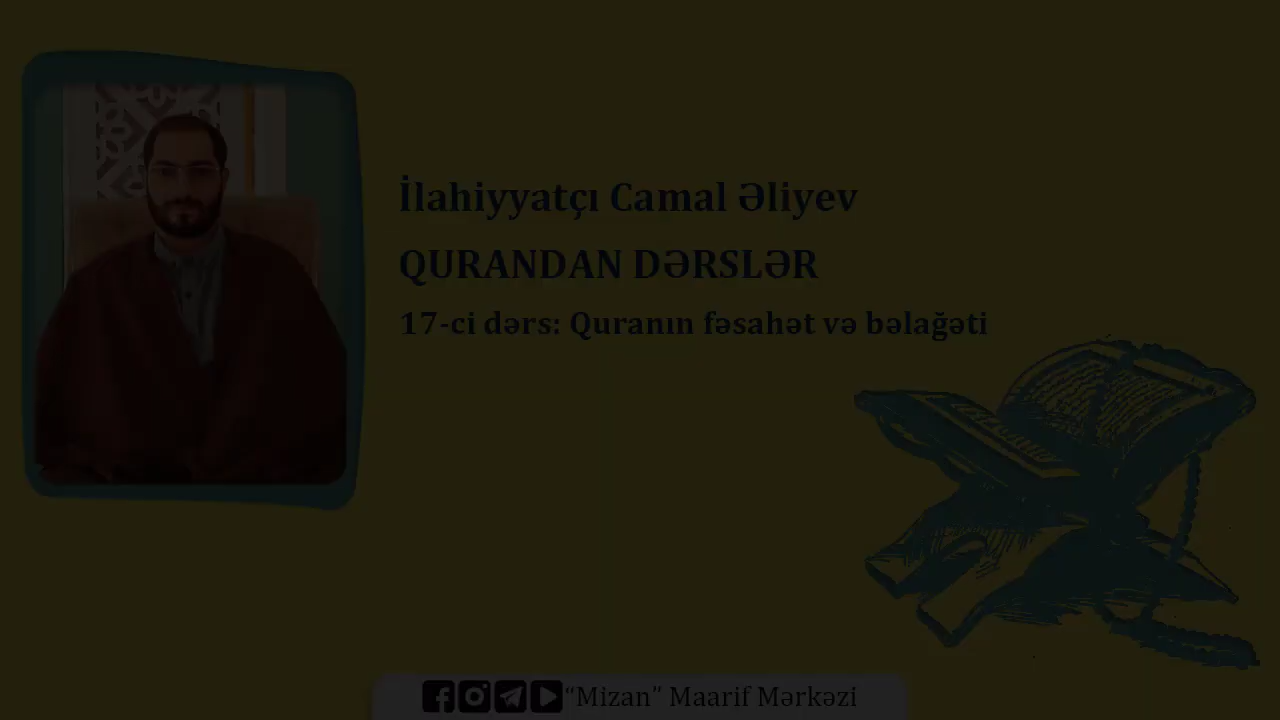 İlahiyyatçı Camal Əliyev
QURANDAN DƏRSLƏR
17-ci dərs: Quranın fəsahət və bəlağəti
“Mizan” Maarif Mərkəzi